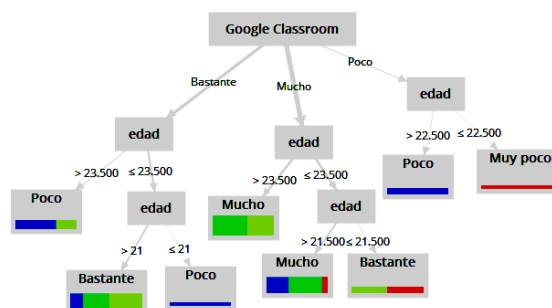 Google Classroom
Bastante
Mucho
Poco
edad
edad
edad
> 23.500
≤ 23.500
> 23.500
≤ 23.500
> 22.500
≤ 22.500
Poco
edad
Mucho
edad
Poco
Muy poco
> 21
≤ 21
> 21.500
≤ 21.500
Bastante
Poco
Mucho
Bastante